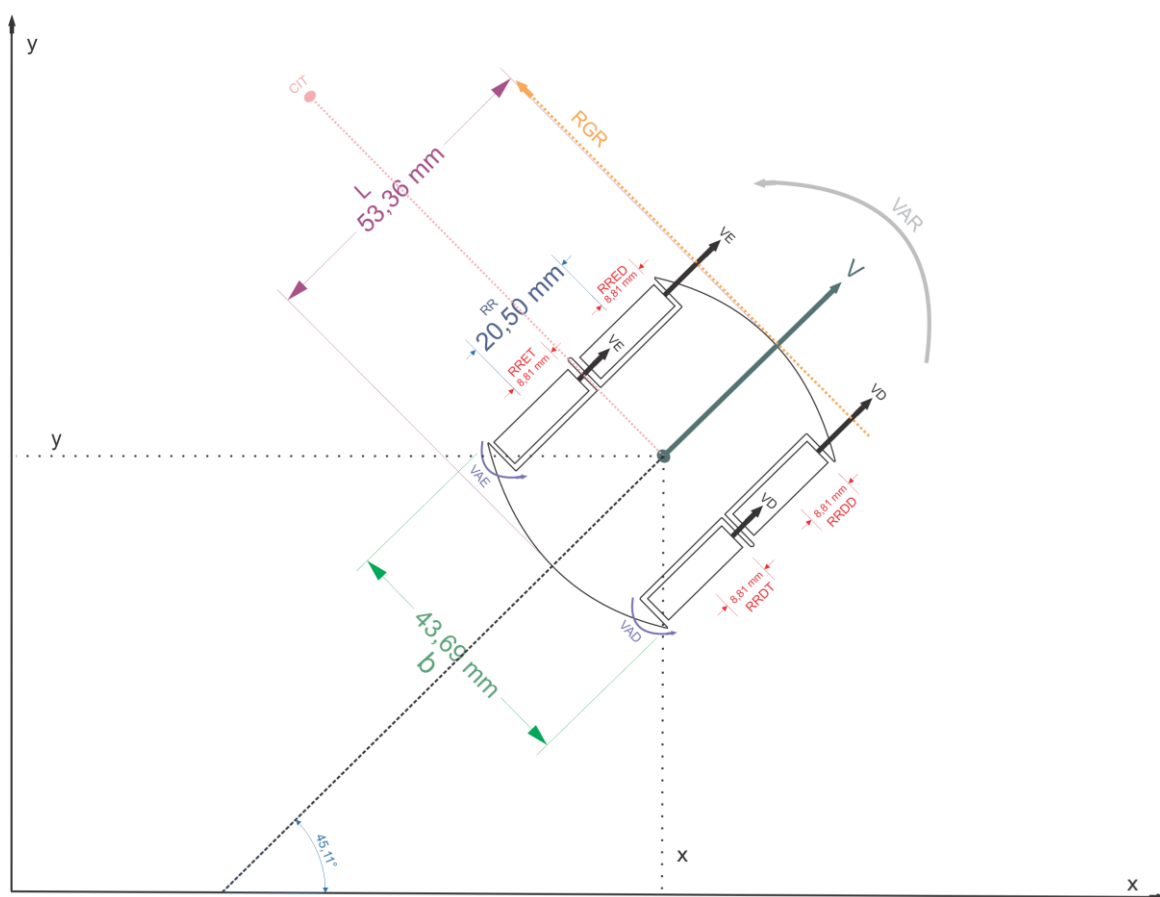 y
CIT
RGR
L
53,36 mm
VAR
VE
RR
20,50 mm
RRED
8,81 mm
V
VE
RRET
8,81 mm
VD
y
VAE
VD
8,81 mm
RRDD
8,81 mm
RRDT
VAD
43,69 mm
b
45,11°
x
x